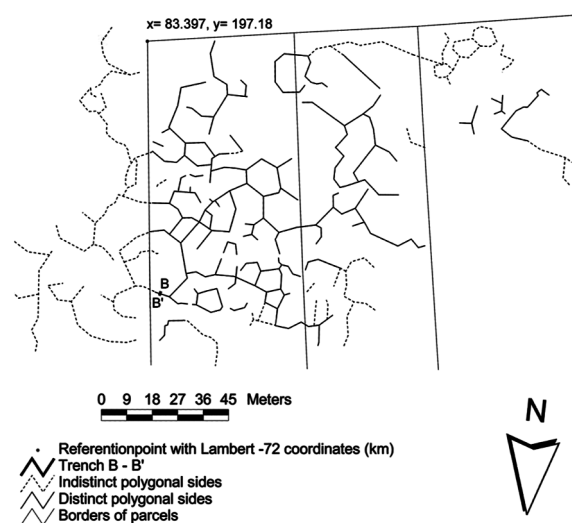 x= 83.397, y= 197.18
B
B'
0 9 18 27 36 45 Meters
N
Referentionpoint with Lambert -72 coordinates (km)
Trench B - B'
Indistinct polygonal sides
Distinct polygonal sides
Borders of parcels